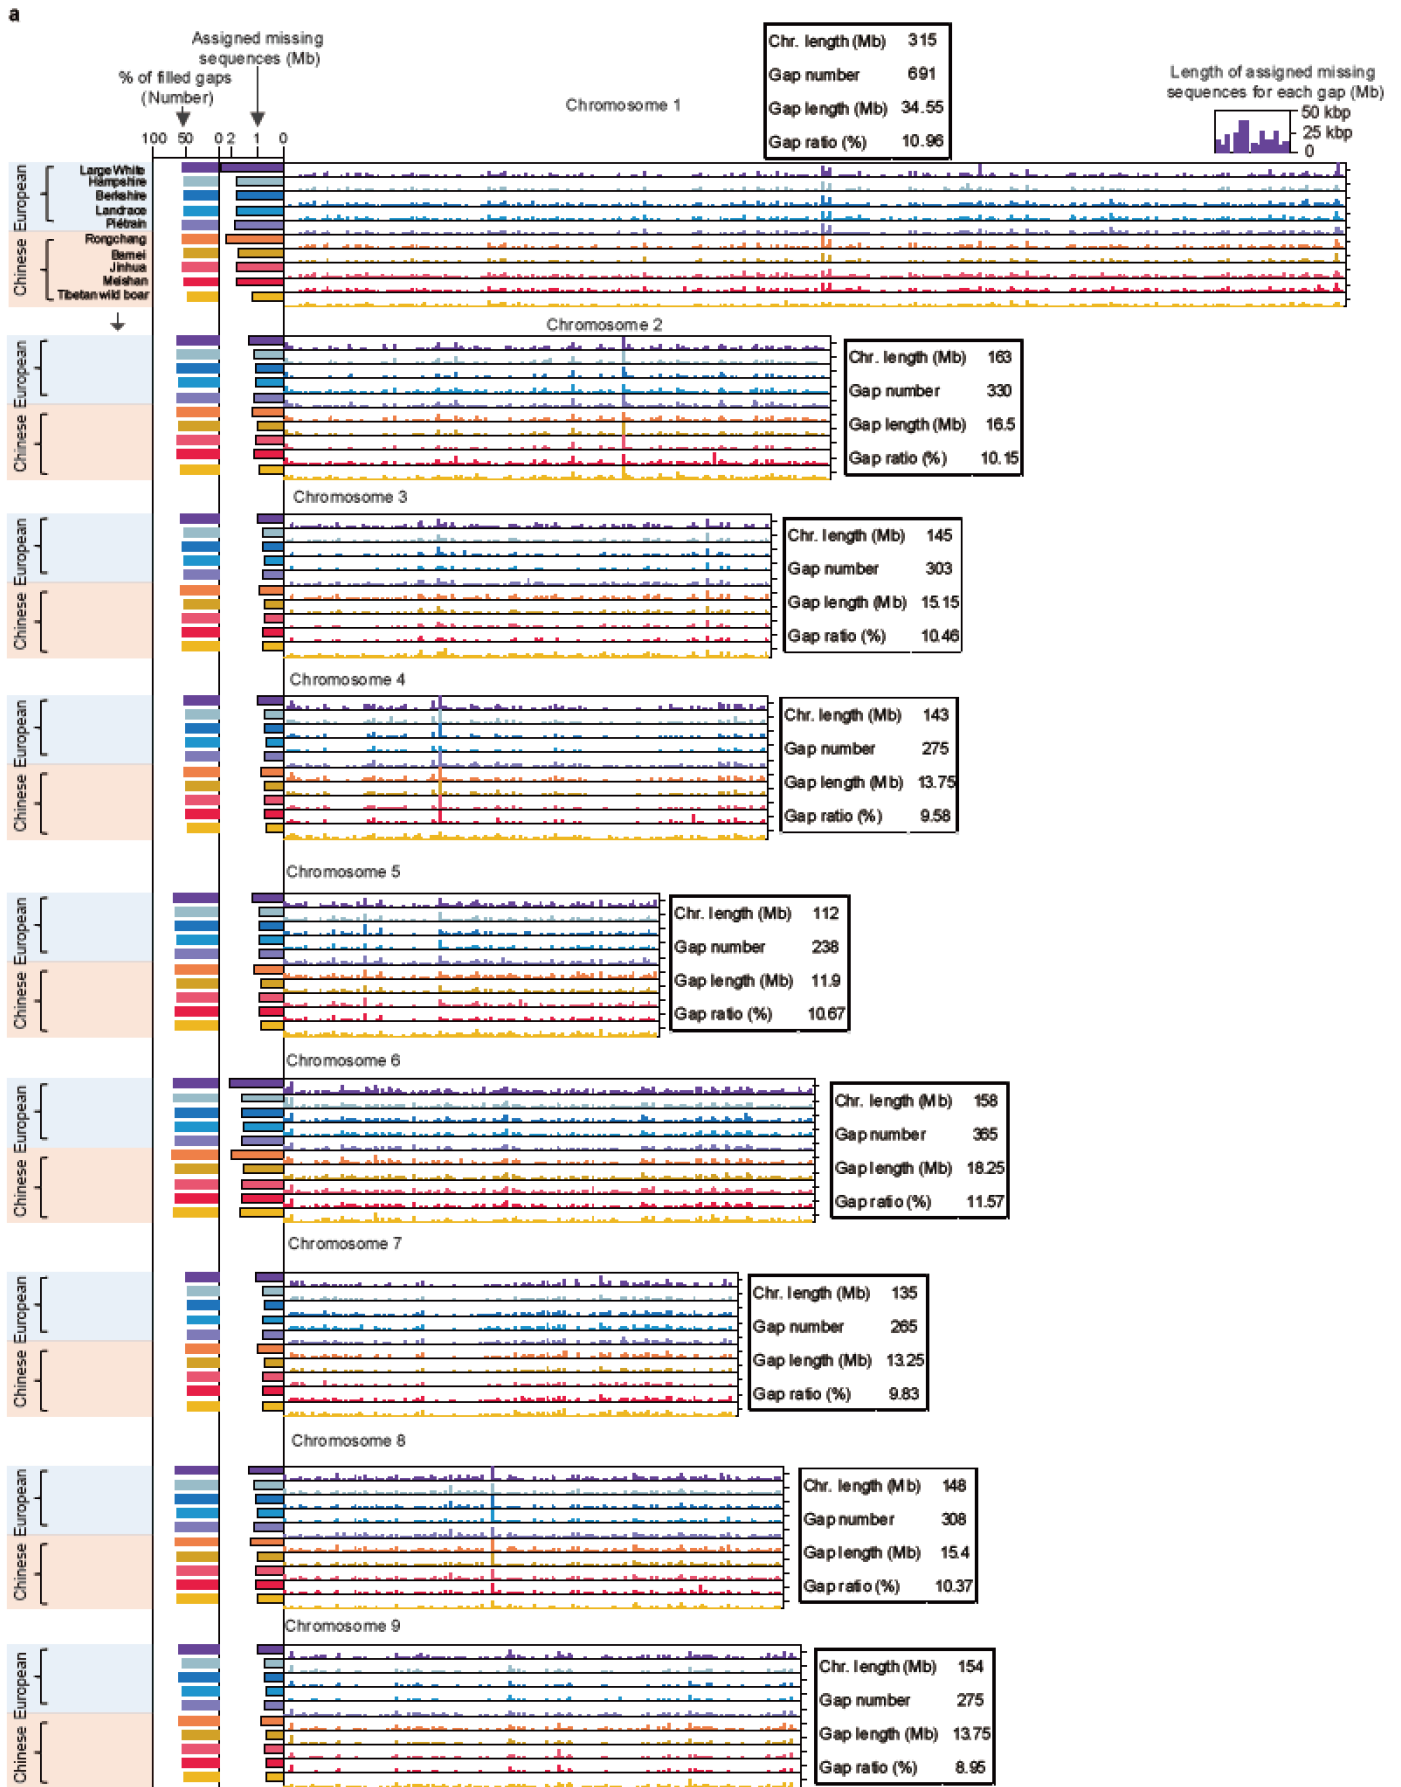 a
Assigned missing
sequences (Mb)
% of filled gaps
(Number)
100 50 0 2 1 0
Chromosome 1
Chr. length (Mb) 315
Gap number 691
Gap length (Mb) 34.55
Gap ratio (%) 10.96
Length of assigned missing
sequences for each gap (Mb)
50 kbp
25 kbp
0
European
Large White
Hampshire
Berkshire
Landrace
Piétrain
Chinese
Rongchang
Bamei
Jinhua
Meishan
Tibetan wild boar
Chromosome 2
European
Chinese
Chr. length (Mb) 163
Gap number 330
Gap length (Mb) 16.5
Gap ratio (%) 10.15
Chromosome 3
European
Chinese
Chr. length (Mb) 145
Gap number 303
Gap length (Mb) 15.15
Gap ratio (%) 10.46
Chromosome 4
European
Chinese
Chr. length (Mb) 143
Gap number 275
Gap length (Mb) 13.75
Gap ratio (%) 9.58
Chromosome 5
European
Chinese
Chr. length (Mb) 112
Gap number 238
Gap length (Mb) 11.9
Gap ratio (%) 10.67
Chromosome 6
European
Chinese
Chr. length (Mb) 158
Gap number 365
Gap length (Mb) 18.25
Gap ratio (%) 11.57
Chromosome 7
European
Chinese
Chr. length (Mb) 135
Gap number 265
Gap length (Mb) 13.25
Gap ratio (%) 9.83
Chromosome 8
European
Chinese
Chr. length (Mb) 148
Gap number 308
Gap length (Mb) 15.4
Gap ratio (%) 10.37
Chromosome 9
European
Chinese
Chr. length (Mb) 154
Gap number 275
Gap length (Mb) 13.75
Gap ratio (%) 8.95